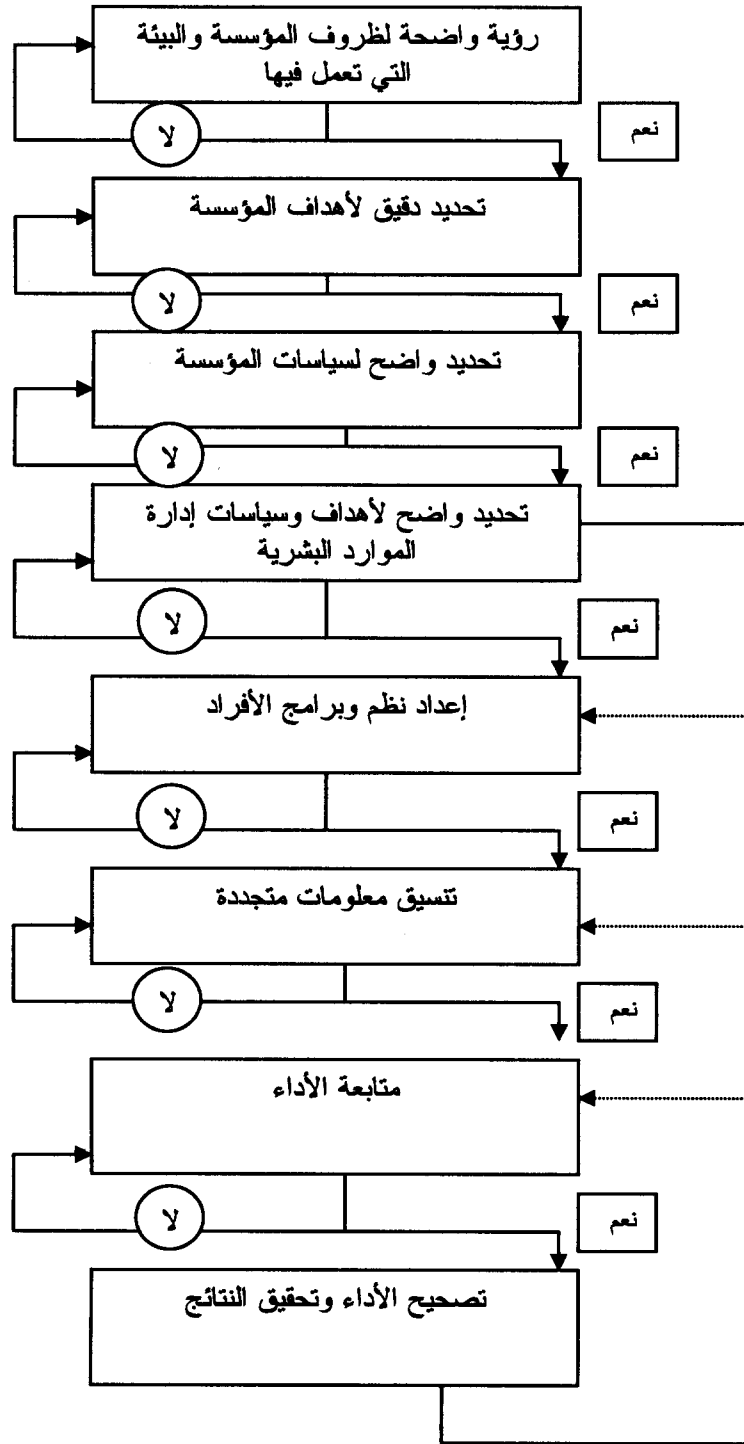 رؤية واضحة لظروف المؤسسة والبيئة
التي تعمل فيها
لا
نعم
تحديد دقيق لأهداف المؤسسة
لا
نعم
تحديد واضح لسياسات المؤسسة
لا
نعم
تحديد واضح لأهداف وسياسات إدارة
الموارد البشرية
لا
نعم
إعداد نظم وبرامج الأفراد
لا
نعم
تنسيق معلومات متجددة
لا
نعم
متابعة الأداء
لا
نعم
تصحيح الأداء وتحقيق النتائج